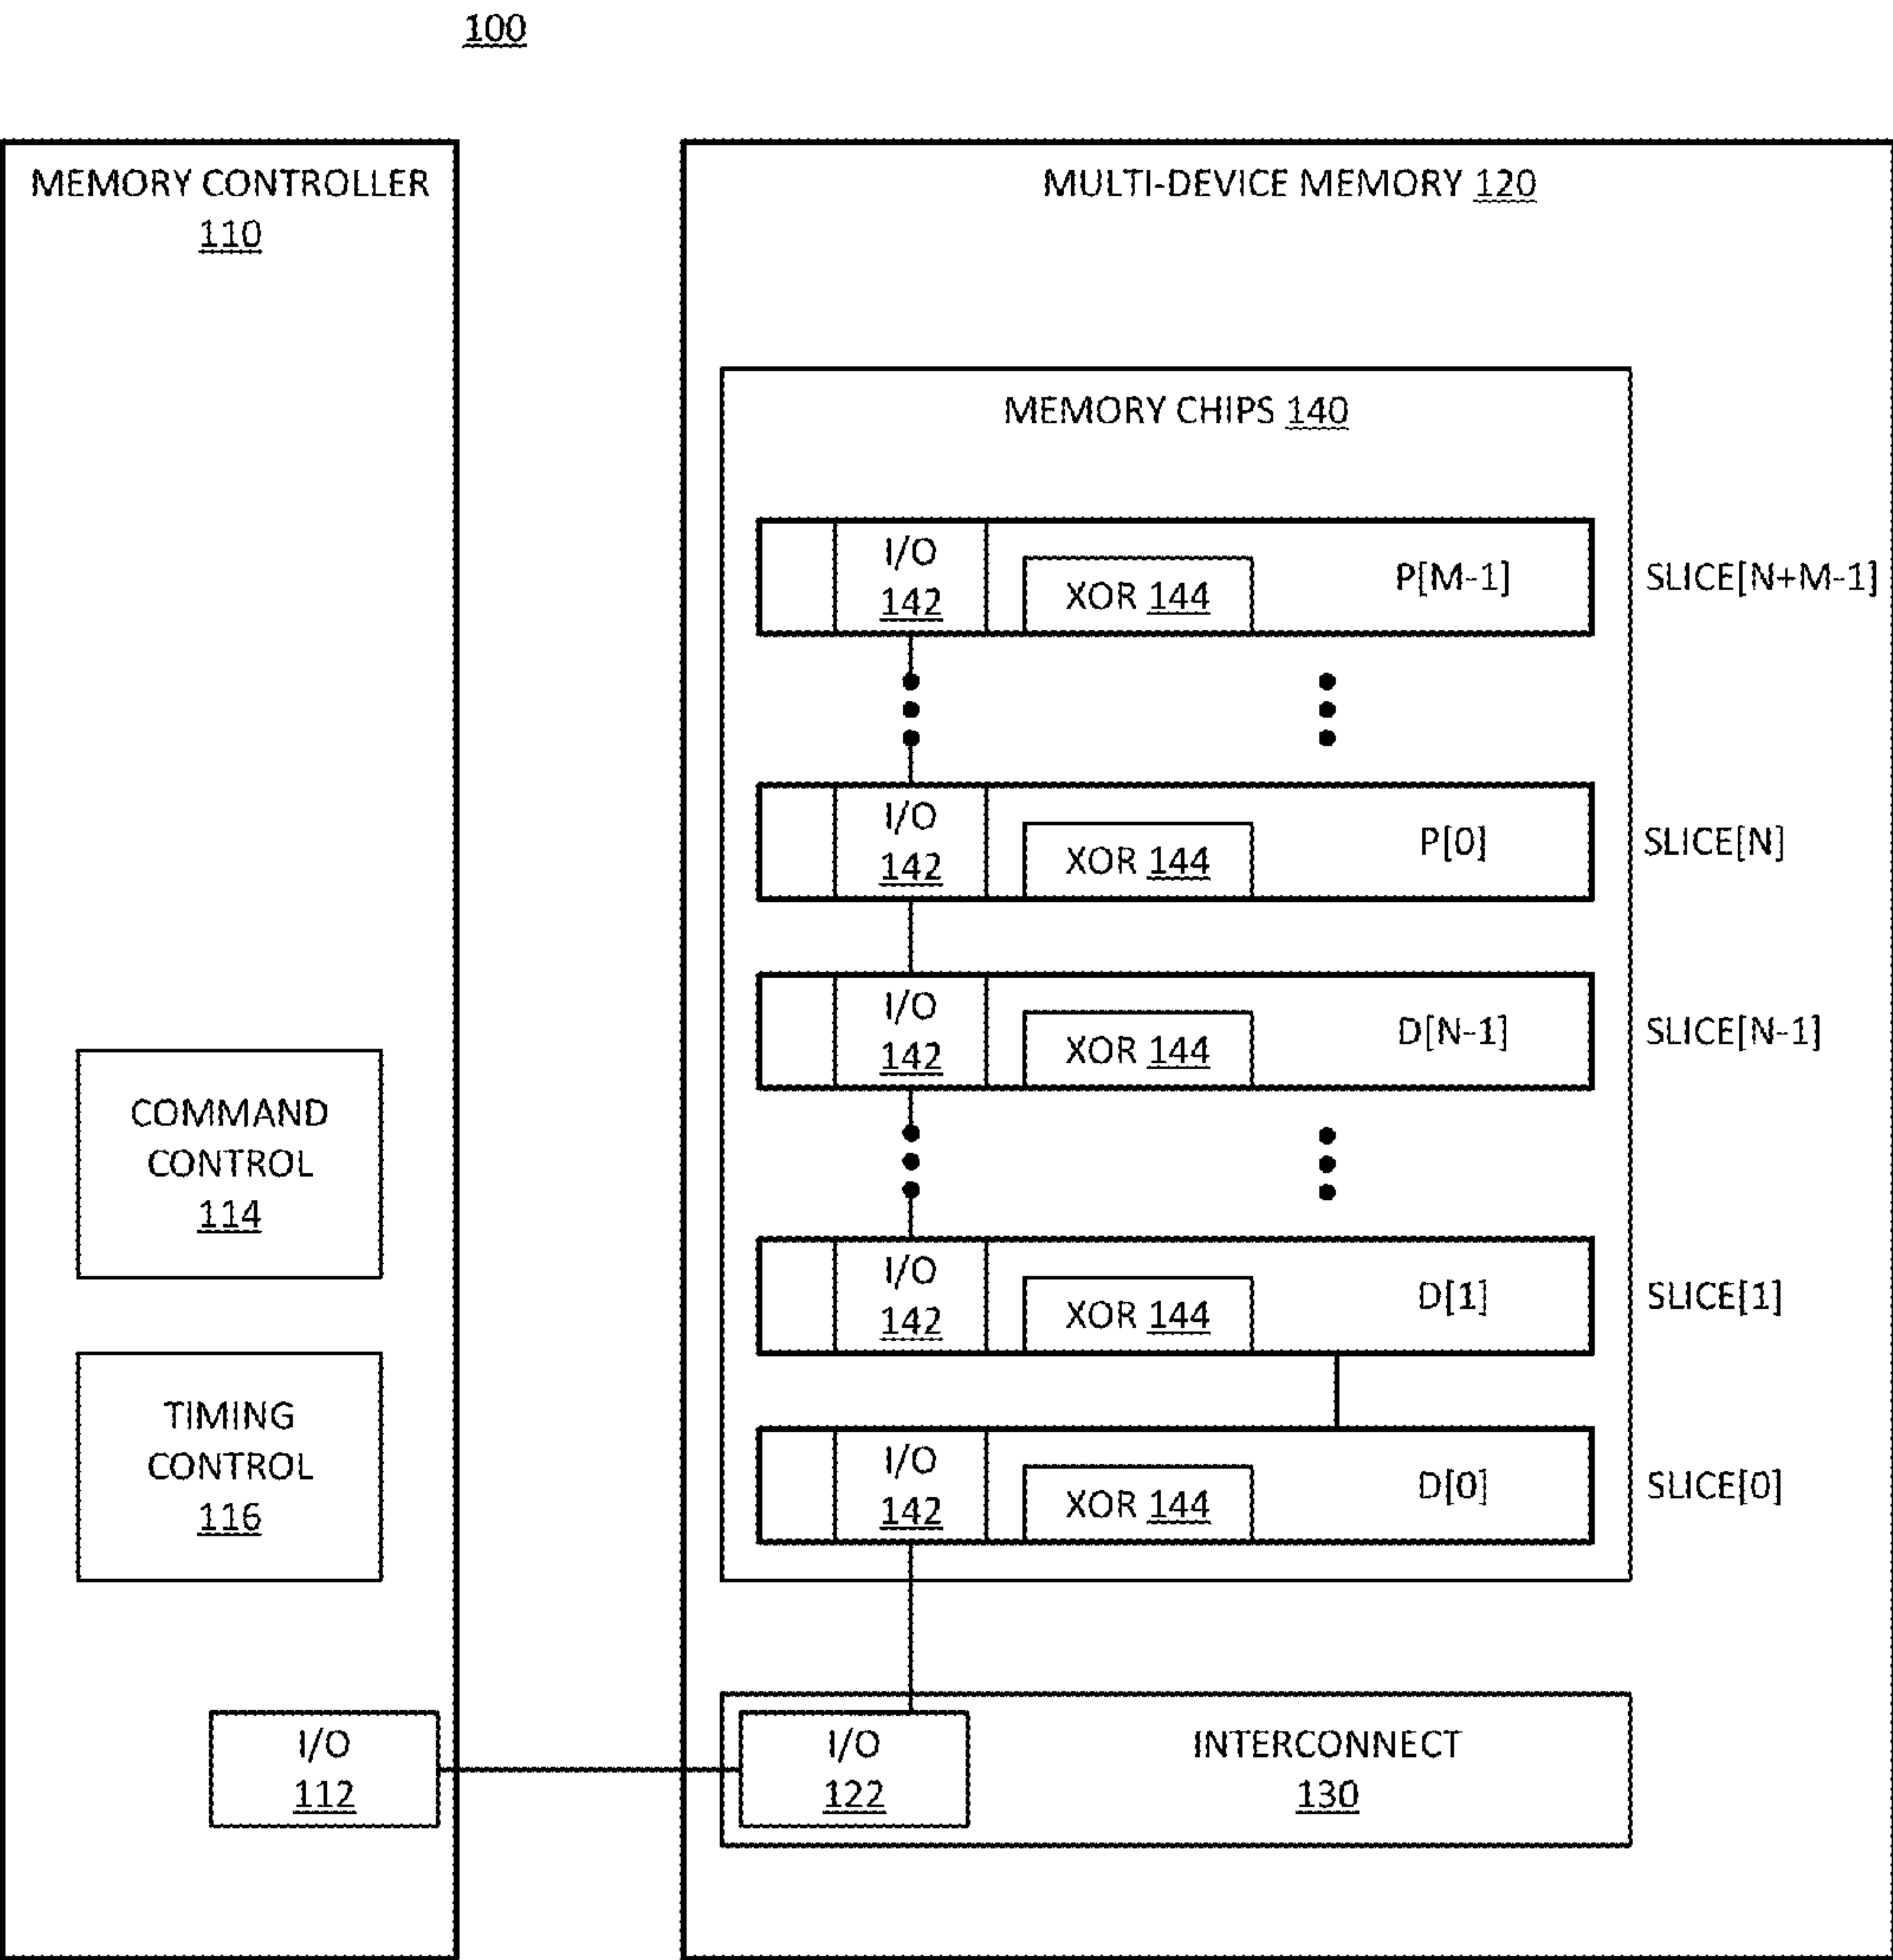 100
MEMORY CONTROLLER
110
COMMAND
CONTROL
114
TIMING
CONTROL
116
I/O
112
MULTI-DEVICE MEMORY 120
MEMORY CHIPS 140
I/O
142
XOR 144
P[M-1]
SLICE[N+M-1]
I/O
142
XOR 144
P[0]
SLICE[N]
I/O
142
XOR 144
D[N-1]
SLICE[N-1]
I/O
142
XOR 144
D[1]
SLICE[1]
I/O
142
XOR 144
D[0]
SLICE[0]
I/O
122
INTERCONNECT
130